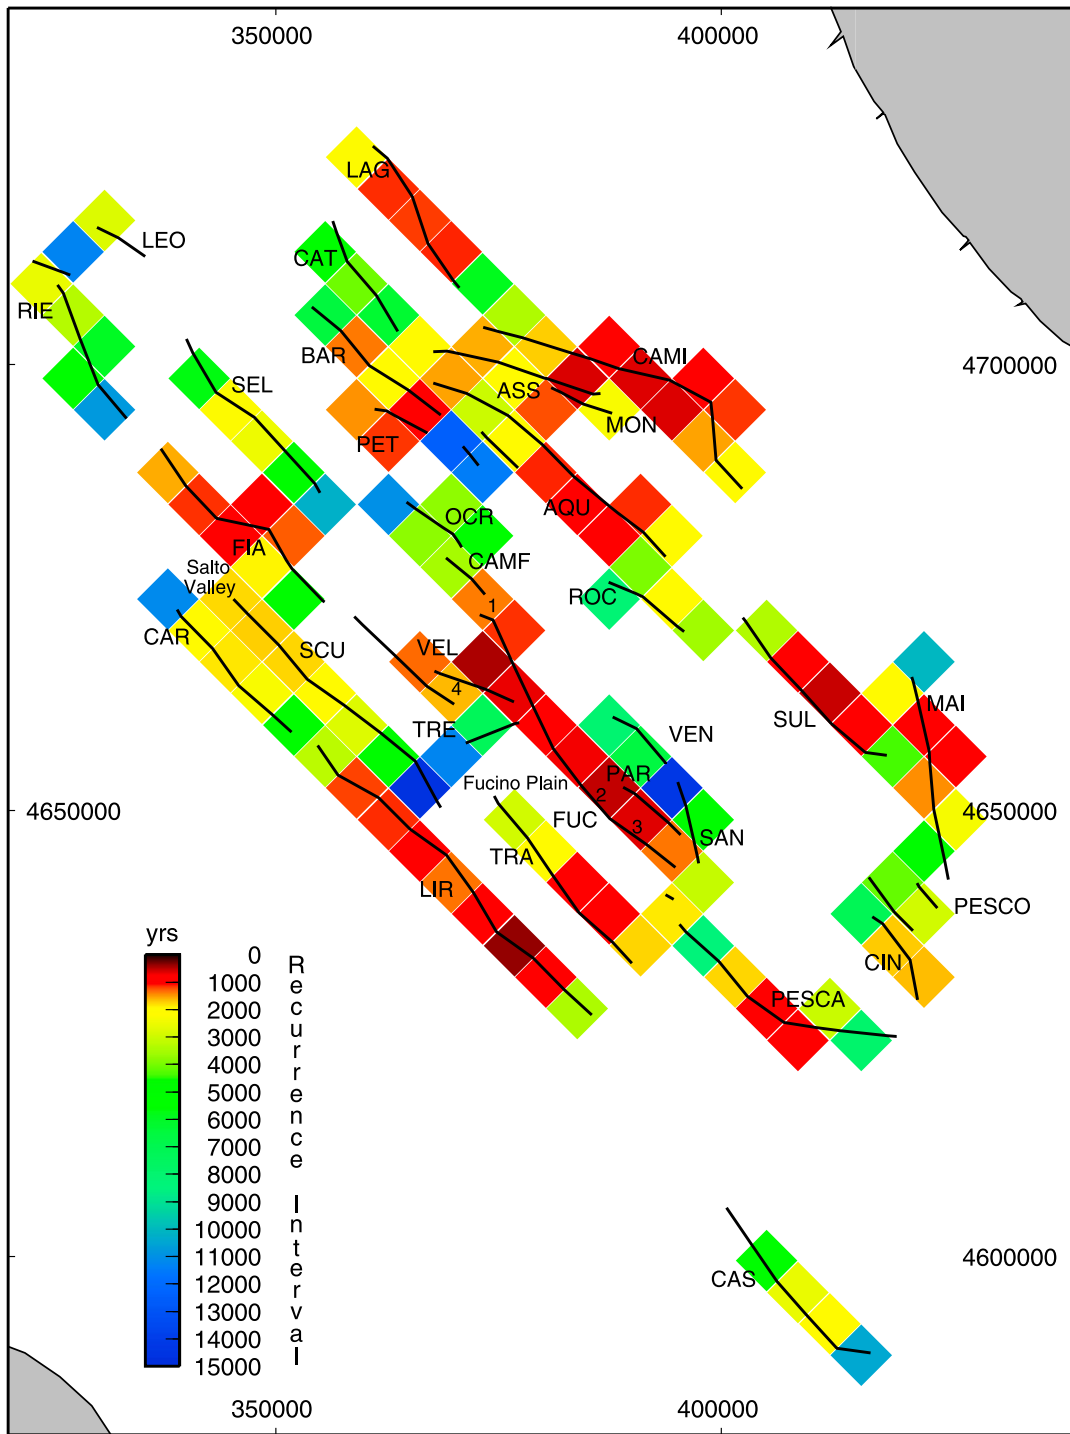 350000 400000
LAG
LEO
CAT
RIE
BAR
CAMI
4700000
SEL
ASS
MON
PET
AQU
OCR
FIA
CAMF
Salto
Valley
ROC
1
CAR
SCU
VEL
4
MAI
SUL
TRE
VEN
PAR
Fucino Plain
2
4650000
4650000
FUC
3
SAN
TRA
LIR
PESCO
CIN
PESCA
yrs
0
1000
2000
3000
4000
5000
6000
7000
8000
9000
10000
11000
12000
13000
14000
15000
Recurrence Interval
4600000
CAS
350000 400000